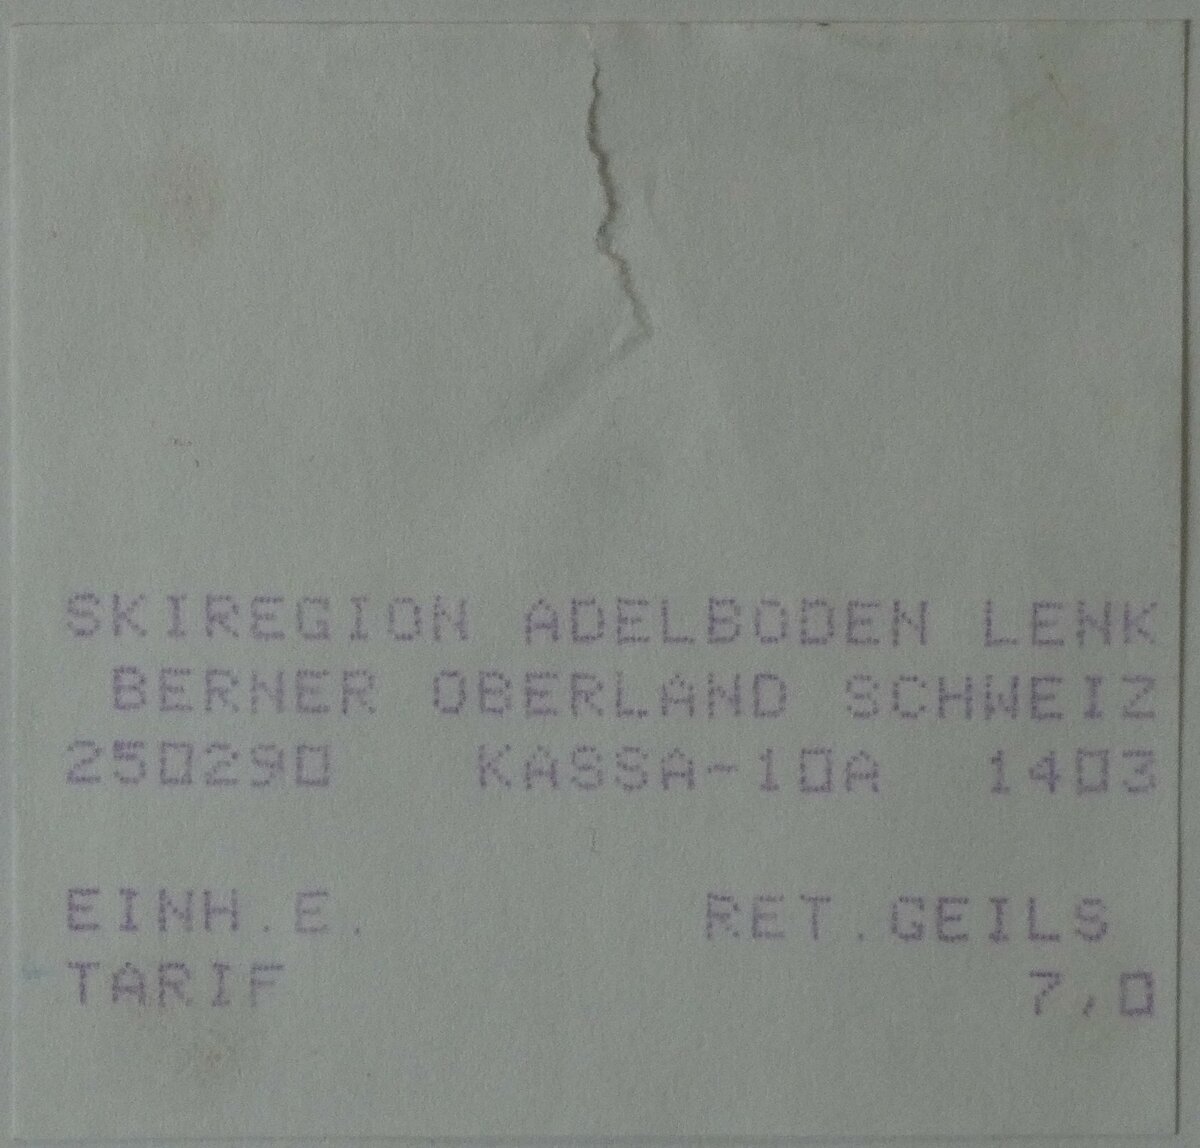 SKIREGION ADELBODEN LENK
BERNER OBERLAND SCHWEIZ
250290 KASSA-10A 1403
EINH.E. RET.GEILS
TARIF 7,0